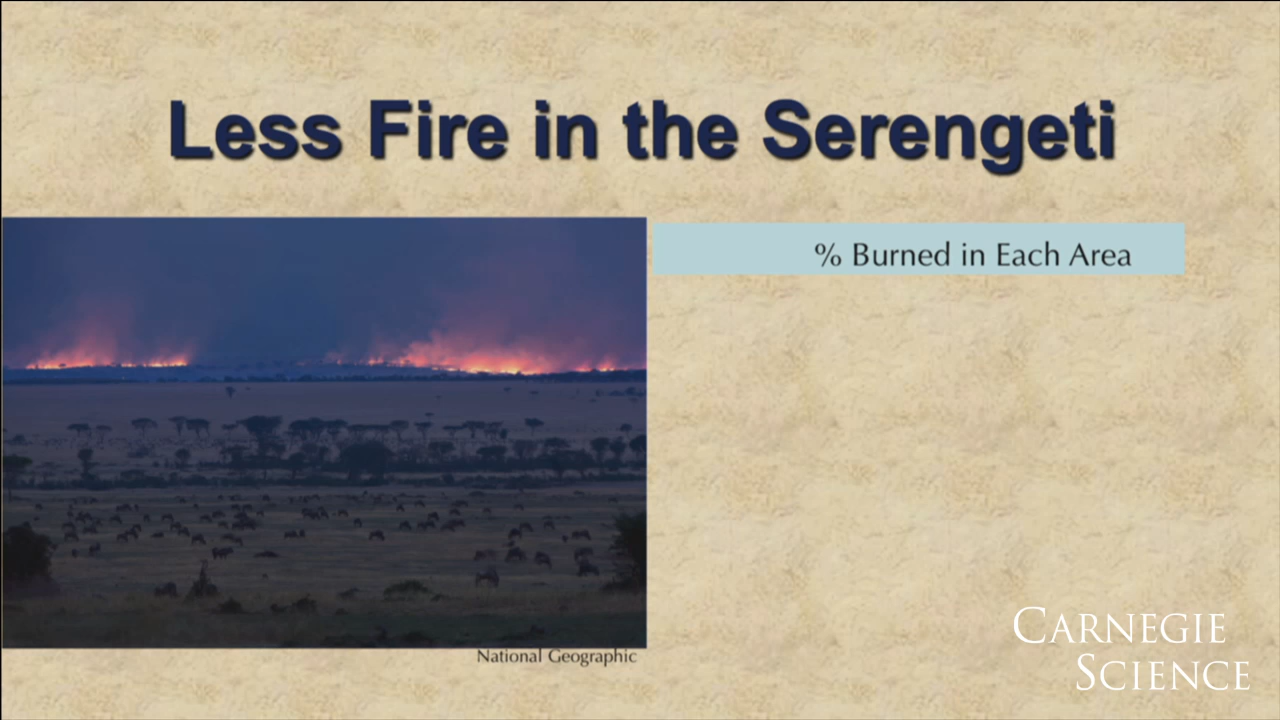 Less Fire in the Serengeti
% Burned in Each Area
National Geographic
CARNEGIE
SCIENCE